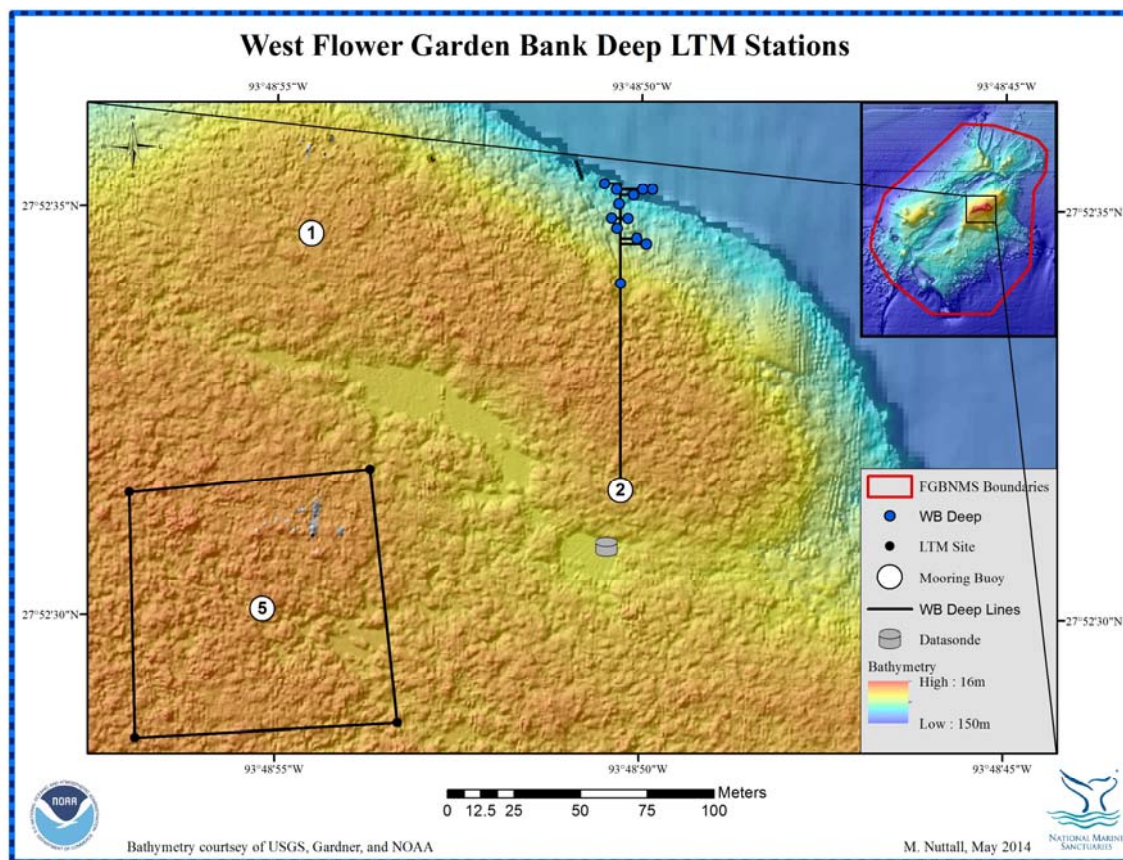 West Flower Garden Bank Deep LTM Stations
93°48'55"W
93°48'50"W
93°48'45"W
27°52'35"N
27°52'35"N
1
2
5
27°52'30"N
27°52'30"N
FGBNMS Boundaries
WB Deep
LTM Site
Mooring Buoy
WB Deep Lines
Datasonde
Bathymetry
High : 16m
Low : 150m
93°48'55"W
93°48'50"W
93°48'45"W
Meters
0 12.5 25 50 75 100
NOAA
Bathymetry courtsey of USGS, Gardner, and NOAA
M. Nuttall, May 2014
NATIONAL MARINE
SANCTUARIES